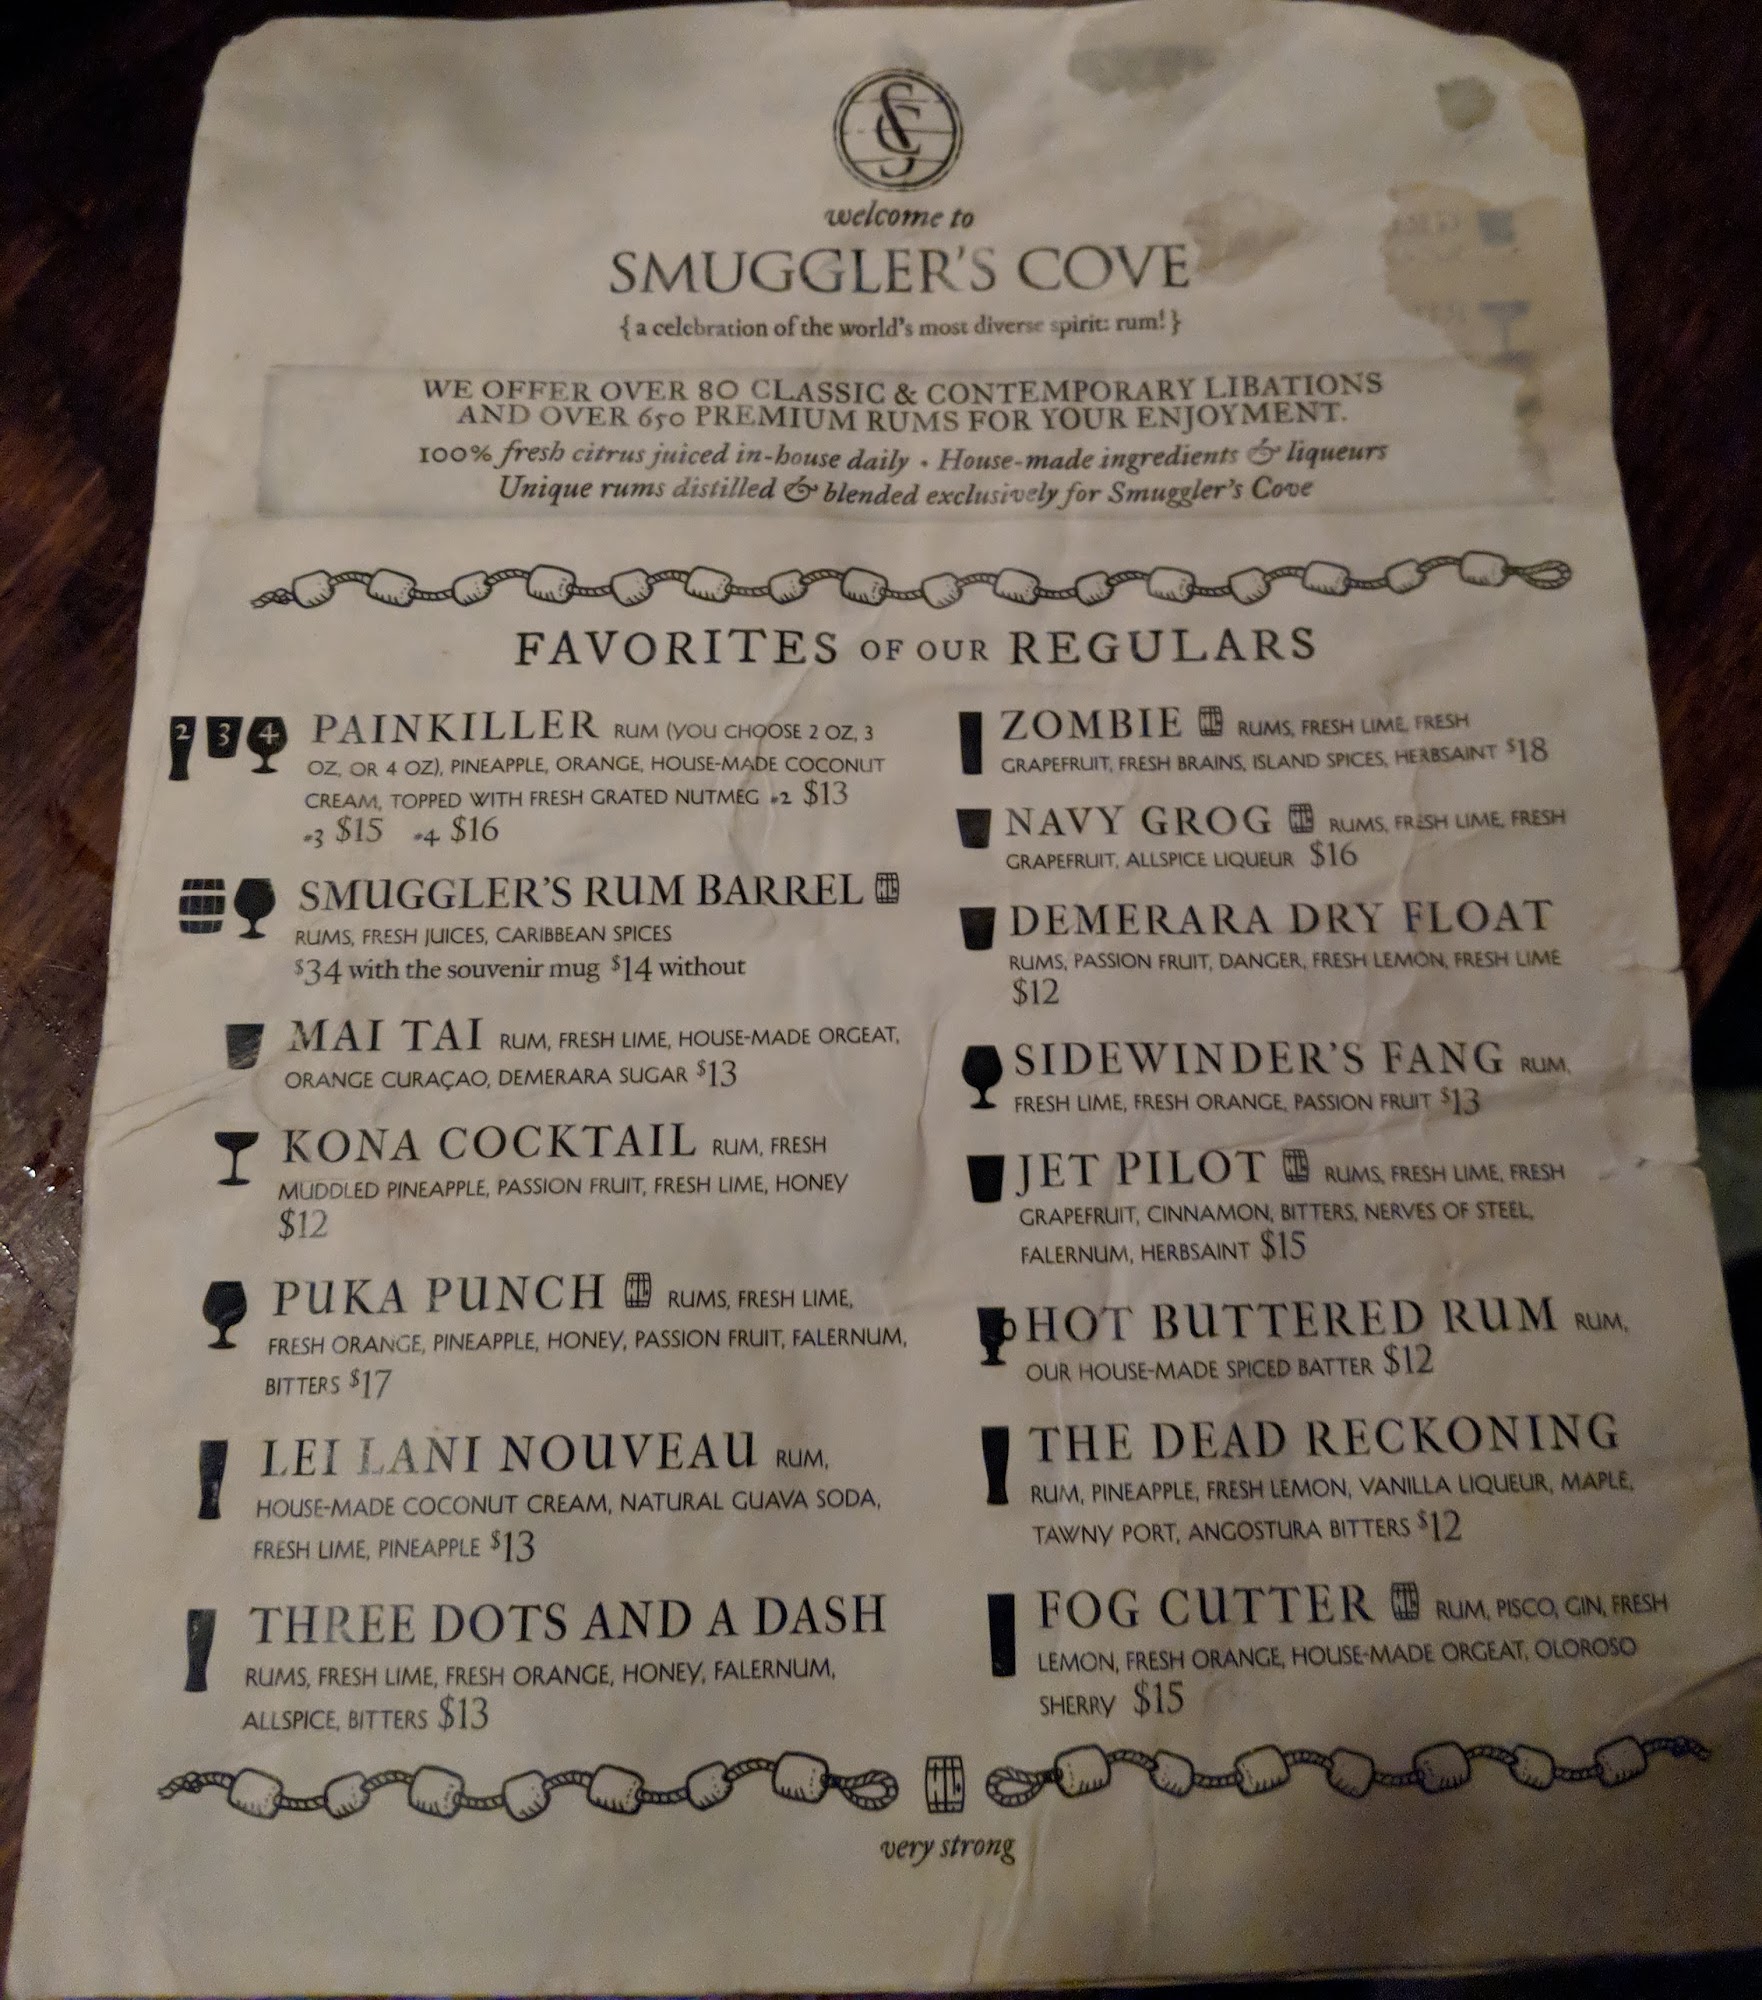 SC
welcome to
SMUGGLER'S COVE
{ a celebration of the world's most diverse spirit: rum! }
WE OFFER OVER 80 CLASSIC & CONTEMPORARY LIBATIONS
AND OVER 650 PREMIUM RUMS FOR YOUR ENJOYMENT.
100% fresh citrus juiced in-house daily • House-made ingredients & liqueurs
Unique rums distilled & blended exclusively for Smuggler's Cove
FAVORITES OF OUR REGULARS
2 3 4 PAINKILLER RUM (YOU CHOOSE 2 OZ, 3
OZ, OR 4 OZ), PINEAPPLE, ORANGE, HOUSE-MADE COCONUT
CREAM, TOPPED WITH FRESH GRATED NUTMEG #2 $13
#3 $15 #4 $16
SMUGGLER'S RUM BARREL
RUMS, FRESH JUICES, CARIBBEAN SPICES
$34 with the souvenir mug $14 without
MAI TAI RUM, FRESH LIME, HOUSE-MADE ORGEAT,
ORANGE CURAÇAO, DEMERARA SUGAR $13
KONA COCKTAIL RUM, FRESH
MUDDLED PINEAPPLE, PASSION FRUIT, FRESH LIME, HONEY
$12
PUKA PUNCH RUMS, FRESH LIME,
FRESH ORANGE, PINEAPPLE, HONEY, PASSION FRUIT, FALERNUM,
BITTERS $17
LEI LANI NOUVEAU RUM,
HOUSE-MADE COCONUT CREAM, NATURAL GUAVA SODA,
FRESH LIME, PINEAPPLE $13
THREE DOTS AND A DASH
RUMS, FRESH LIME, FRESH ORANGE, HONEY, FALERNUM,
ALLSPICE, BITTERS $13
ZOMBIE RUMS, FRESH LIME, FRESH
GRAPEFRUIT, FRESH BRAINS, ISLAND SPICES, HERBSAINT $18
NAVY GROG RUMS, FRESH LIME, FRESH
GRAPEFRUIT, ALLSPICE LIQUEUR $16
DEMERARA DRY FLOAT
RUMS, PASSION FRUIT, DANGER, FRESH LEMON, FRESH LIME
$12
SIDEWINDER'S FANG RUM,
FRESH LIME, FRESH ORANGE, PASSION FRUIT $13
JET PILOT RUMS, FRESH LIME, FRESH
GRAPEFRUIT, CINNAMON, BITTERS, NERVES OF STEEL,
FALERNUM, HERBSAINT $15
HOT BUTTERED RUM RUM,
OUR HOUSE-MADE SPICED BATTER $12
THE DEAD RECKONING
RUM, PINEAPPLE, FRESH LEMON, VANILLA LIQUEUR, MAPLE,
TAWNY PORT, ANGOSTURA BITTERS $12
FOG CUTTER RUM, PISCO, GIN, FRESH
LEMON, FRESH ORANGE, HOUSE-MADE ORGEAT, OLOROSO
SHERRY $15
very strong